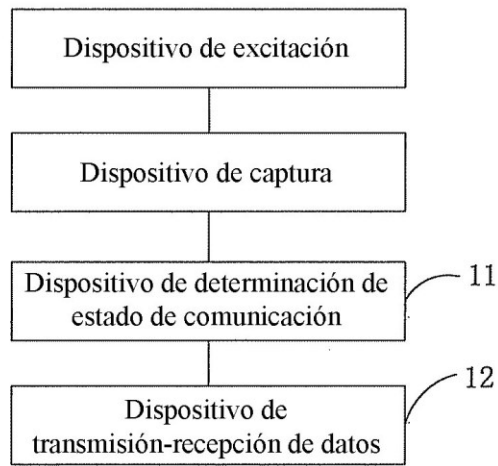 Dispositivo de excitación
Dispositivo de captura
Dispositivo de determinación de
estado de comunicación
11
Dispositivo de
transmisión-recepción de datos
12